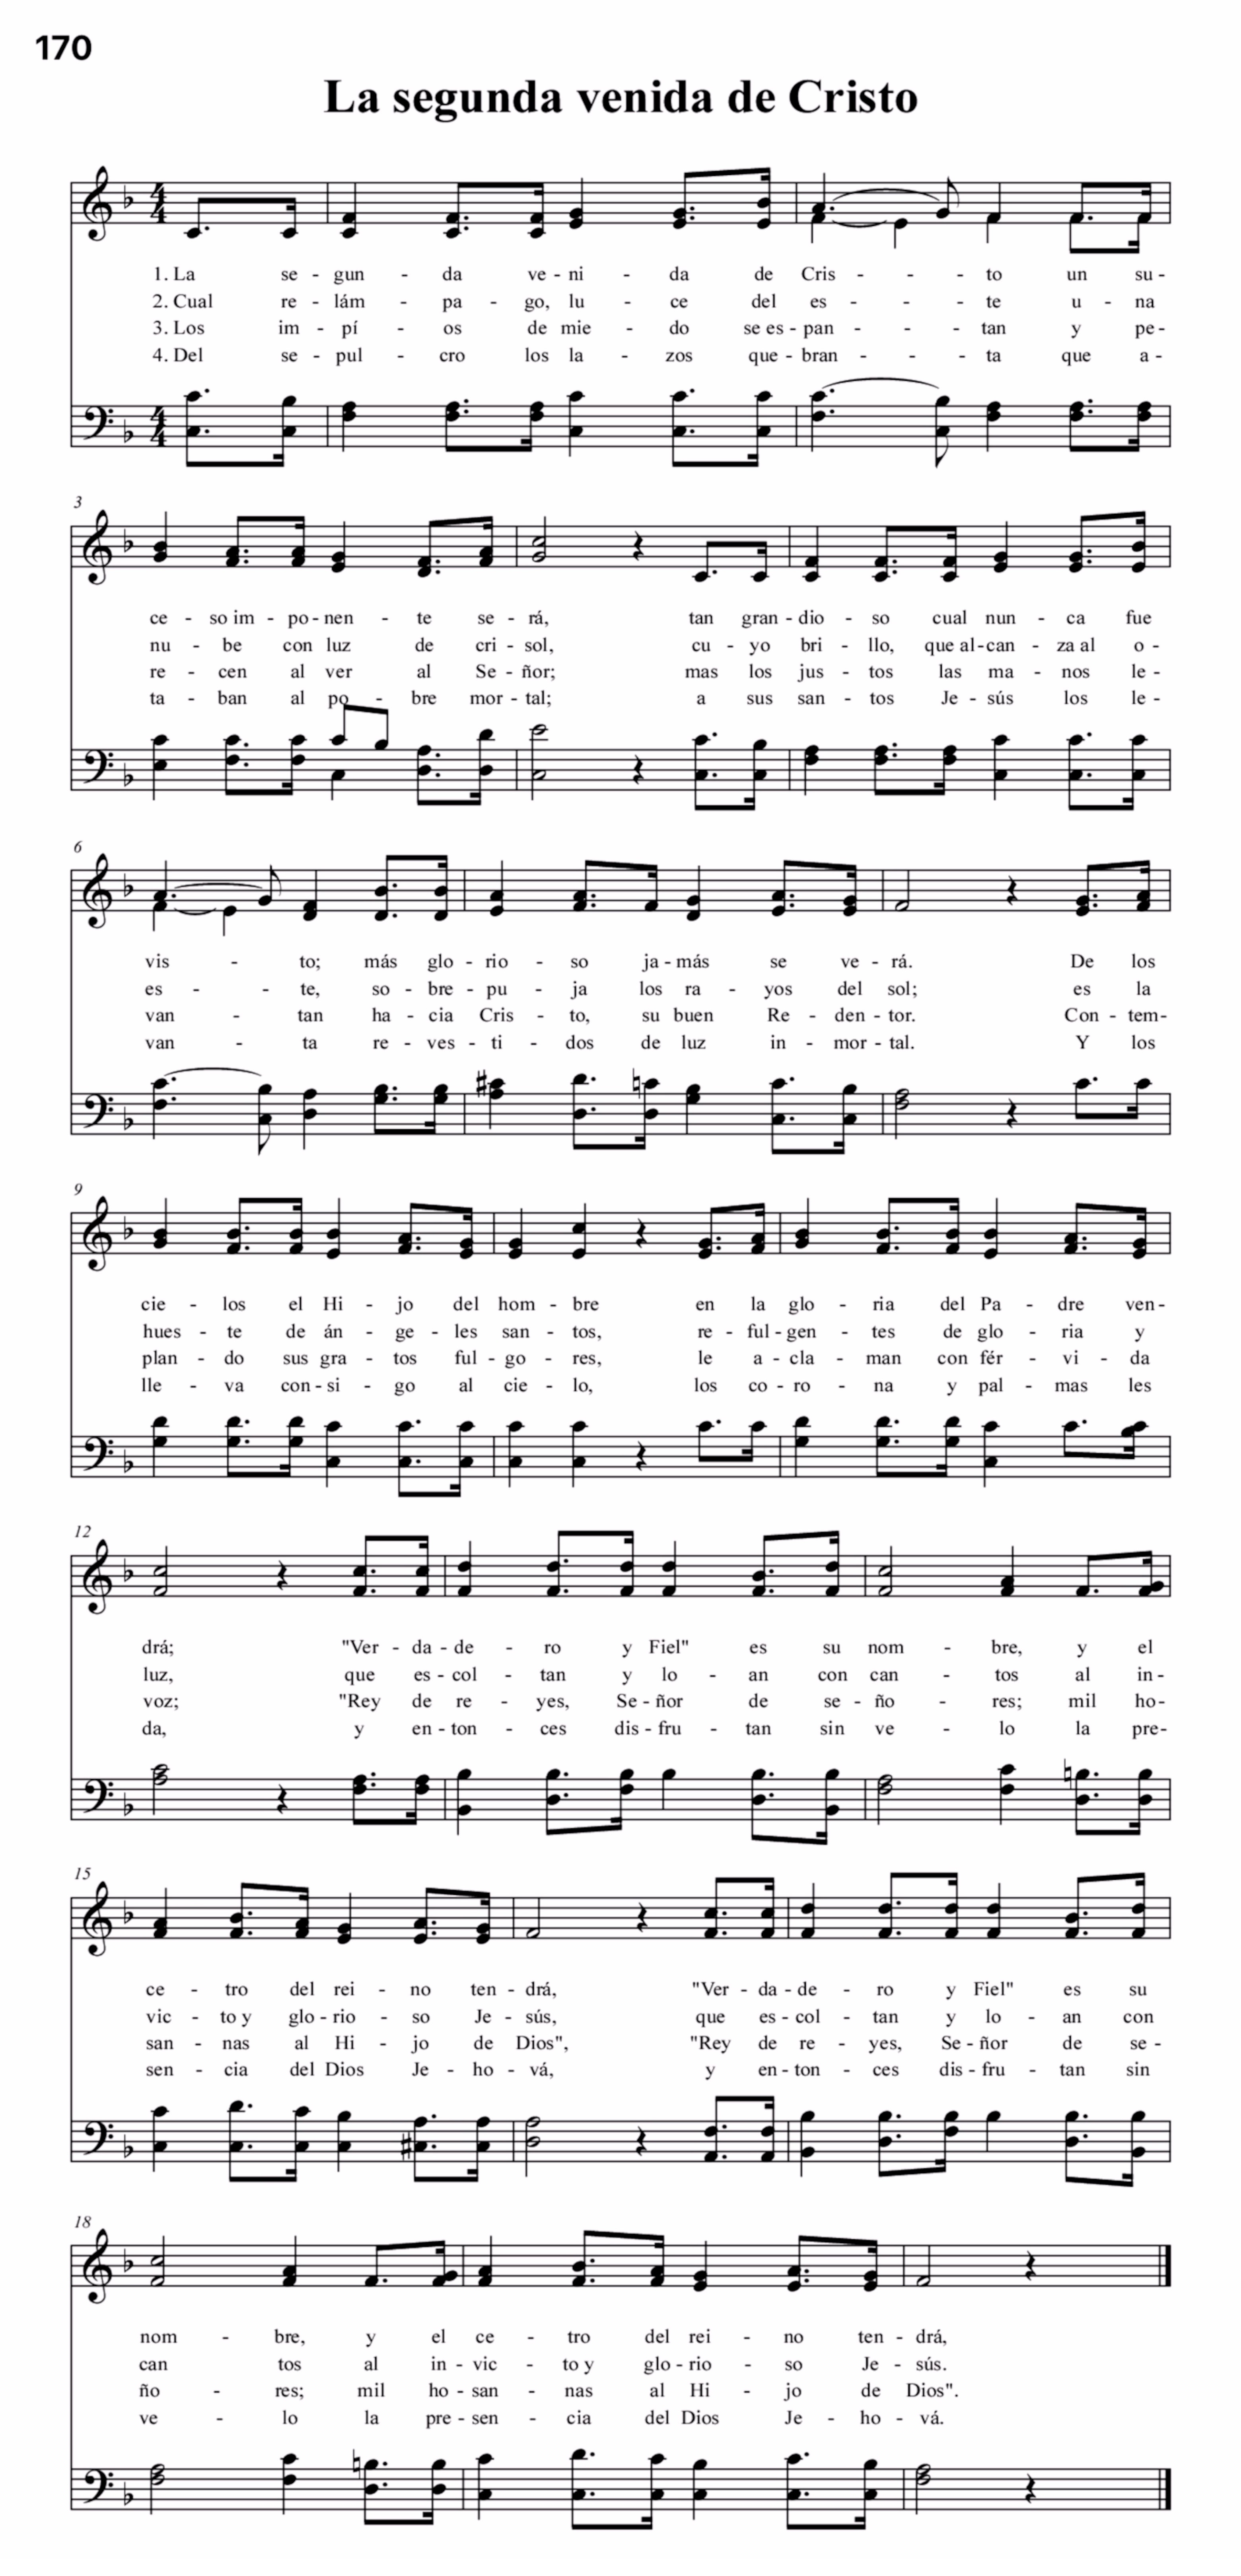 170
La segunda venida de Cristo
4 4
1. La se - gun - da ve - ni - da de Cris - - - to un su -
2. Cual re - lám - pa - go, lu - ce del es - - - te u - na
3. Los im - pí - os de mie - do se es - pan - - - tan y pe -
4. Del se - pul - cro los la - zos que - bran - - - ta que a -
4 4
3
ce - so im - po - nen - te se - rá, tan gran - dio - so cual nun - ca fue
nu - be con luz de cri - sol, cu - yo bri - llo, que al - can - za al o -
re - cen al ver al Se - ñor; mas los jus - tos las ma - nos le -
ta - ban al po - bre mor - tal; a sus san - tos Je - sús los le -
6
vis - to; más glo - rio - so ja - más se ve - rá. De los
es - - te, so - bre - pu - ja los ra - yos del sol; es la
van - tan ha - cia Cris - to, su buen Re - den - tor. Con - tem -
van - ta re - ves - ti - dos de luz in - mor - tal. Y los
9
cie - los el Hi - jo del hom - bre en la glo - ria del Pa - dre ven -
hues - te de án - ge - les san - tos, re - ful - gen - tes de glo - ria y
plan - do sus gra - tos ful - go - res, le a - cla - man con fér - vi - da
lle - va con - si - go al cie - lo, los co - ro - na y pal - mas les
12
drá; "Ver - da - de - ro y Fiel" es su nom - bre, y el
luz, que es - col - tan y lo - an con can - tos al in -
voz; "Rey de re - yes, Se - ñor de se - ño - res; mil ho -
da, y en - ton - ces dis - fru - tan sin ve - lo la pre -
15
ce - tro del rei - no ten - drá, "Ver - da - de - ro y Fiel" es su
vic - to y glo - rio - so Je - sús, que es - col - tan y lo - an con
san - nas al Hi - jo de Dios", "Rey de re - yes, Se - ñor de se -
sen - cia del Dios Je - ho - vá, y en - ton - ces dis - fru - tan sin
18
nom - bre, y el ce - tro del rei - no ten - drá,
can tos al in - vic - to y glo - rio - so Je - sús.
ño - res; mil ho - san - nas al Hi - jo de Dios".
ve - lo la pre - sen - cia del Dios Je - ho - vá.